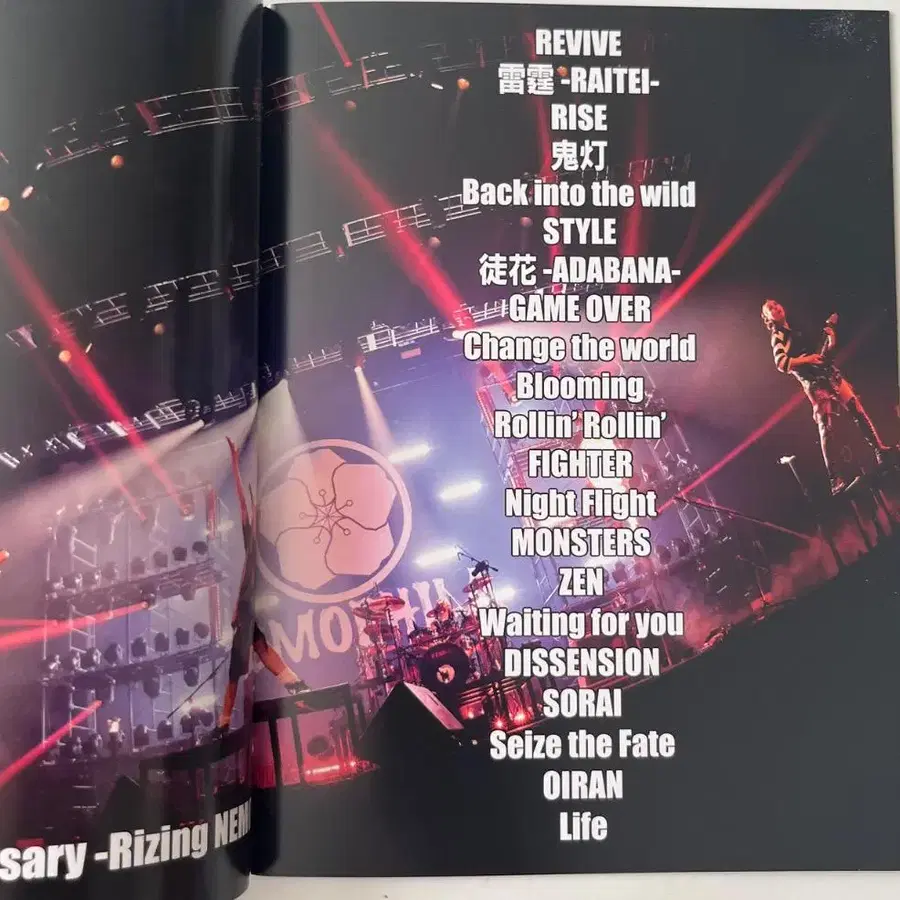 REVIVE
雷霆 -RAITEI-
RISE
鬼灯
Back into the wild
STYLE
徒花 -ADABANA-
GAME OVER
Change the world
Blooming
Rollin' Rollin'
FIGHTER
Night Flight
MONSTERS
ZEN
Waiting for you
DISSENSION
SORAI
Seize the Fate
OIRAN
Life
sary -Rizing